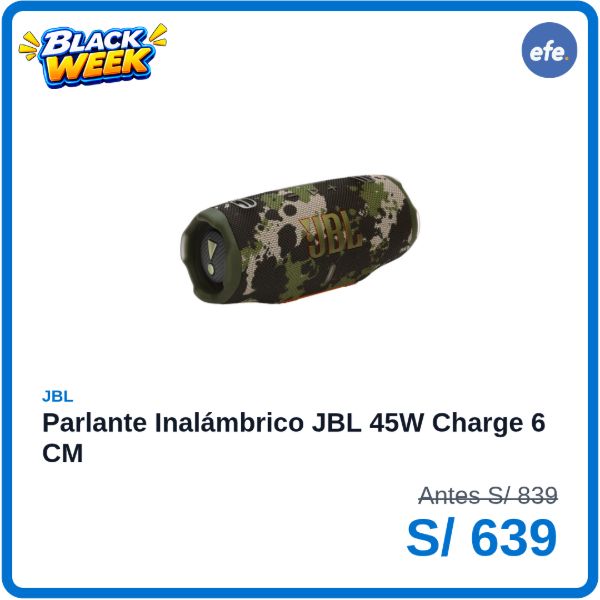 BLACK
WEEK
efe.
JBL
JBL
Parlante Inalámbrico JBL 45W Charge 6
CM
Antes S/ 839
S/ 639